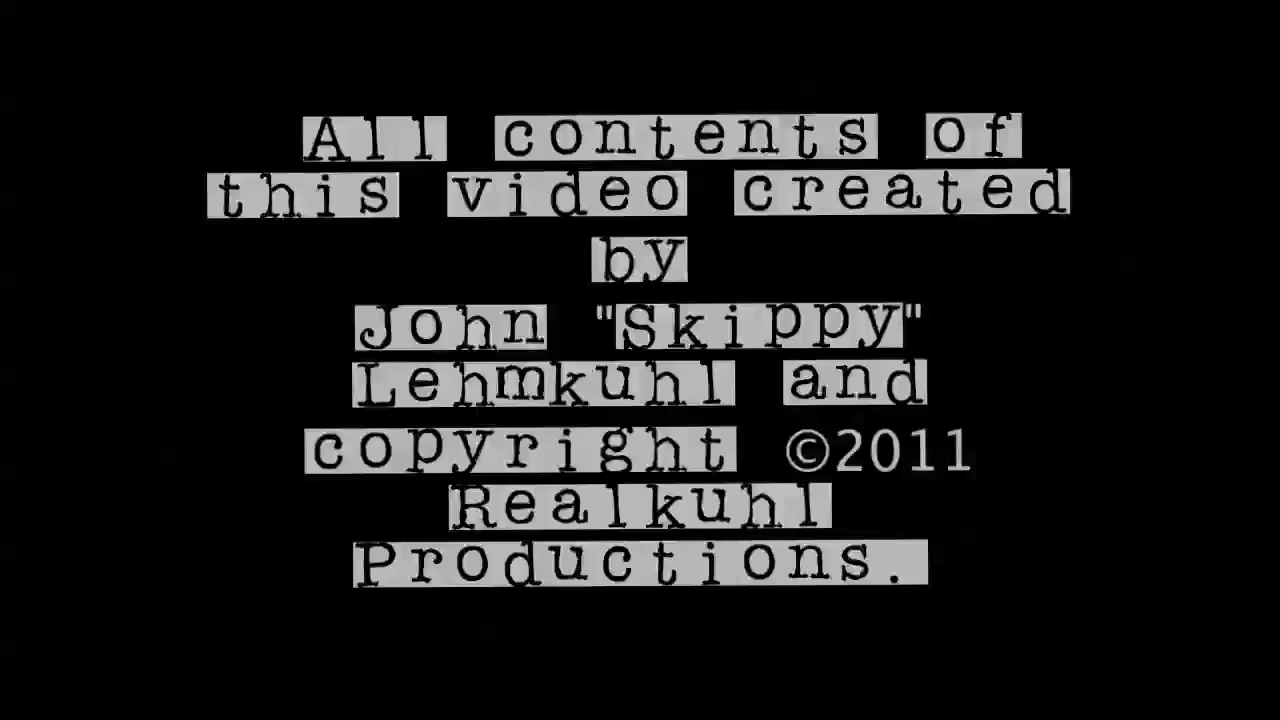 All contents of
this video created
by
John "Skippy"
Lehmkuhl and
copyright ©2011
Realkuhl
Productions.